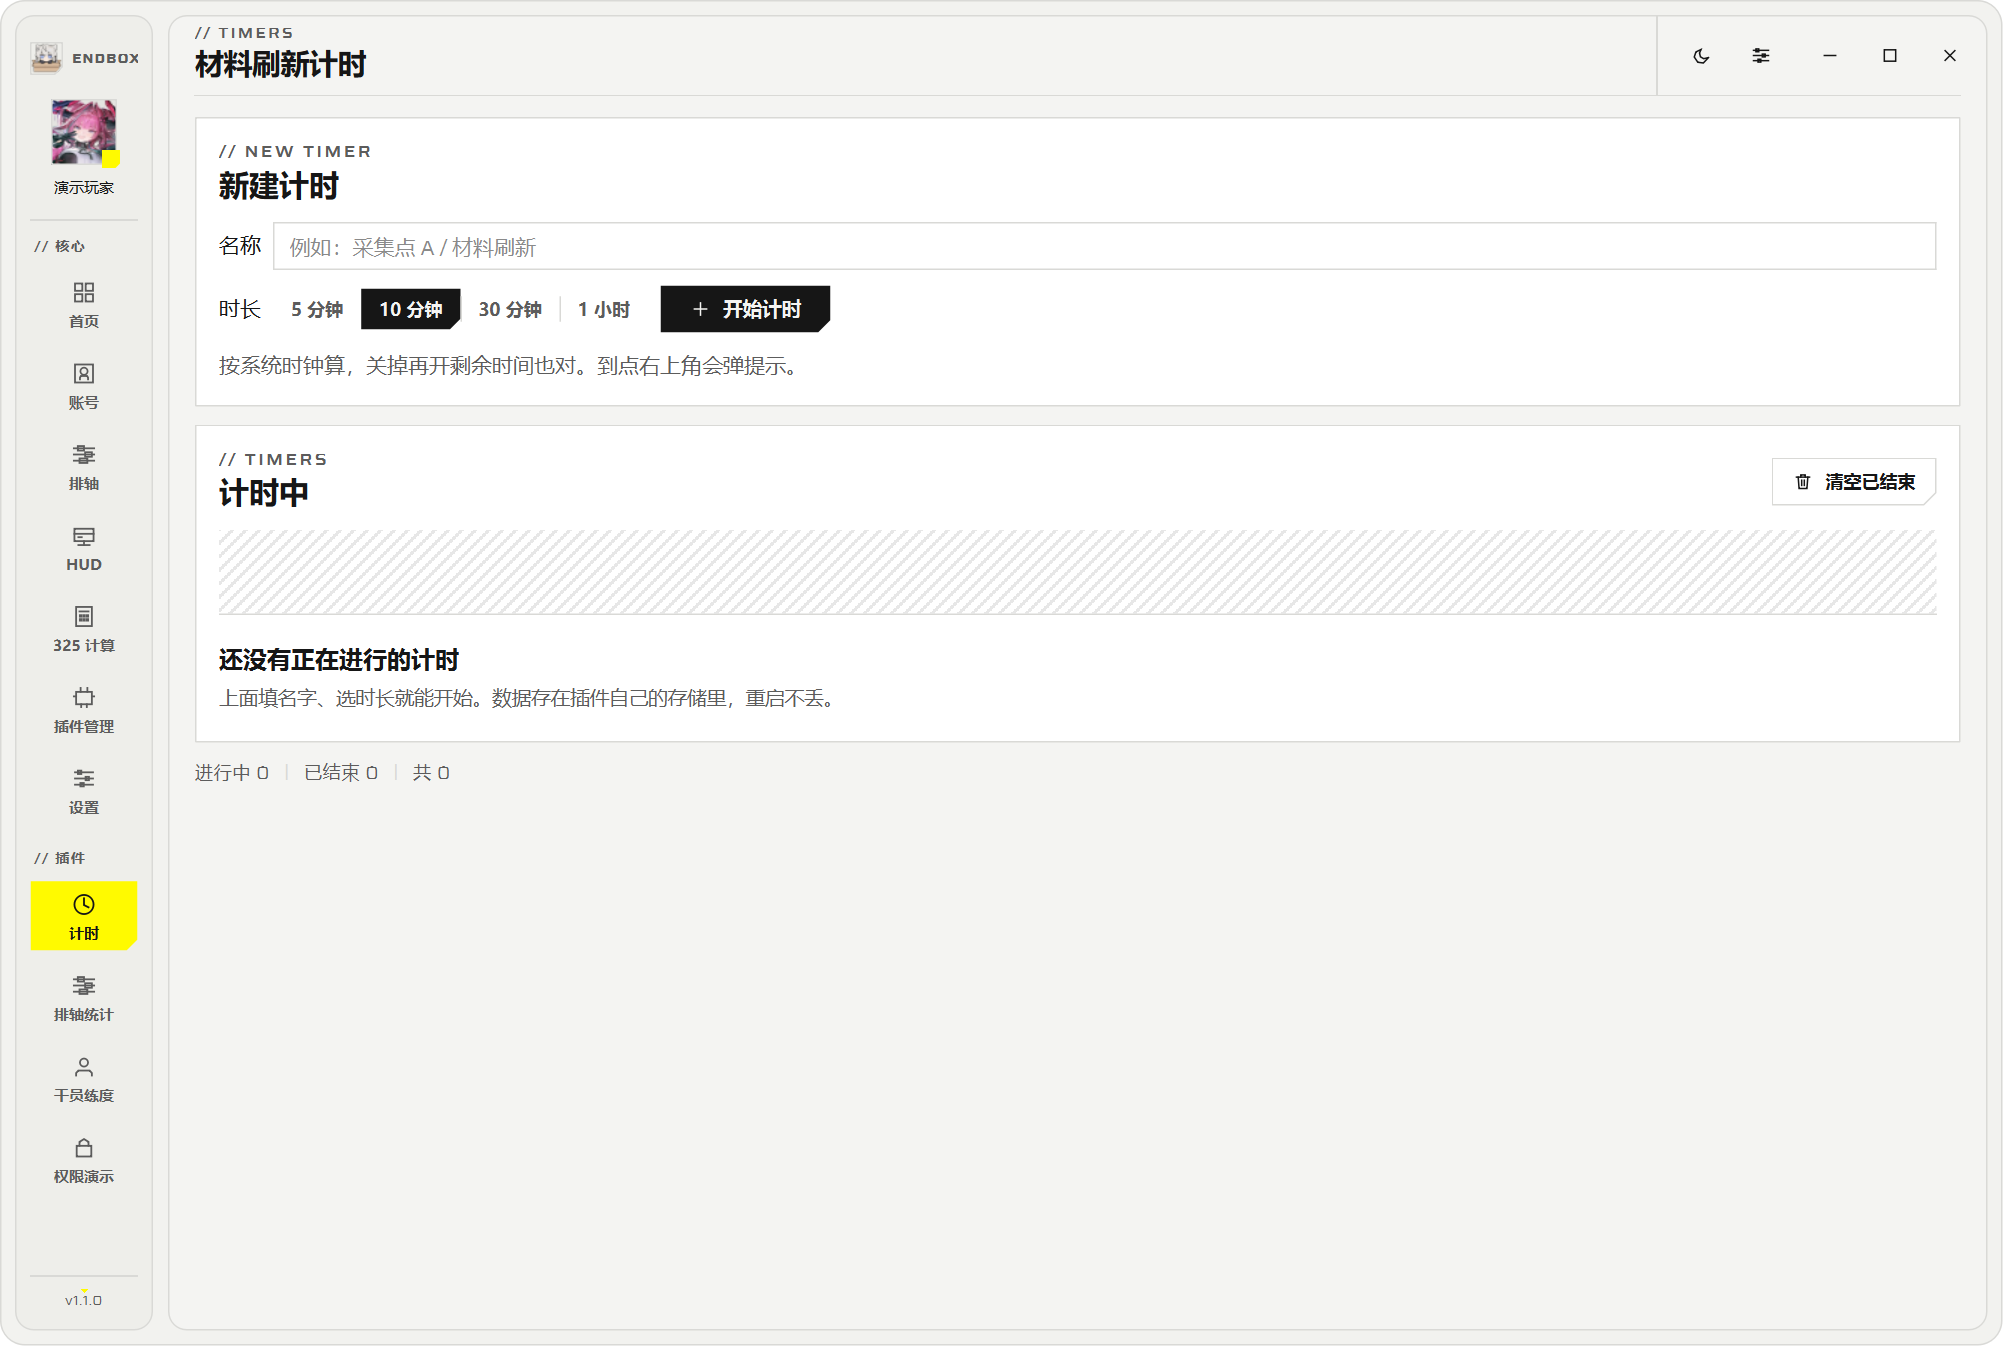 ENDBOX
演示玩家
// 核心
首页
账号
排轴
HUD
325 计算
插件管理
设置
// 插件
计时
排轴统计
干员练度
权限演示
v1.1.0
// TIMERS
材料刷新计时
// NEW TIMER
新建计时
名称 例如：采集点 A / 材料刷新
时长 5 分钟 10 分钟 30 分钟 1 小时 + 开始计时
按系统时钟算，关掉再开剩余时间也对。到点右上角会弹提示。
// TIMERS
计时中
清空已结束
还没有正在进行的计时
上面填名字、选时长就能开始。数据存在插件自己的存储里，重启不丢。
进行中 0 已结束 0 共 0